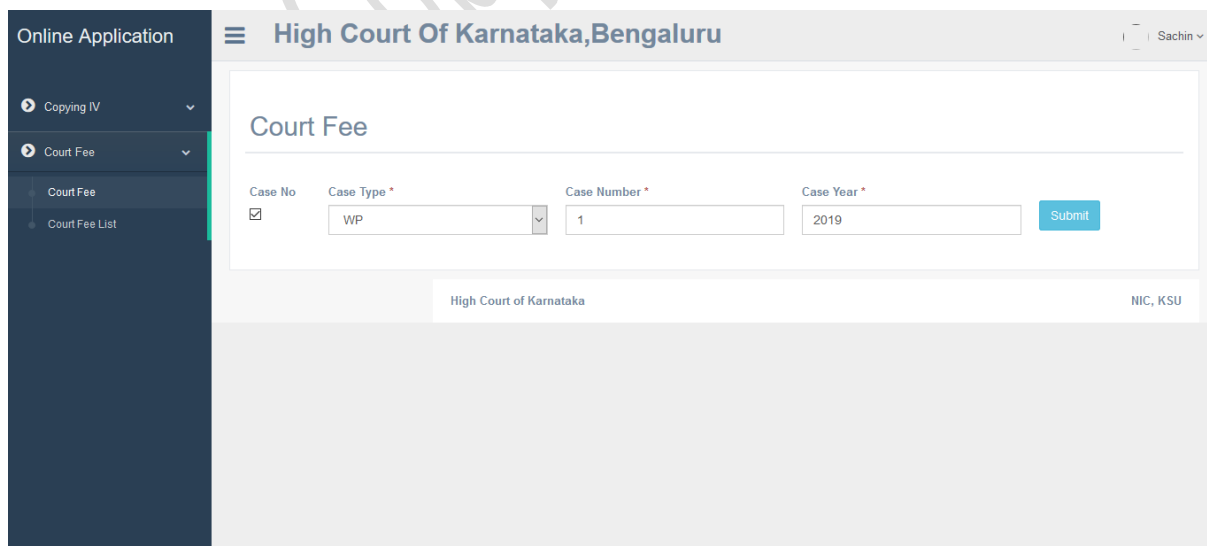 Online Application
High Court Of Karnataka,Bengaluru
Sachin
Copying IV
Court Fee
Court Fee
Court Fee List
Court Fee
Case No Case Type * Case Number * Case Year *
WP 1 2019 Submit
High Court of Karnataka NIC, KSU